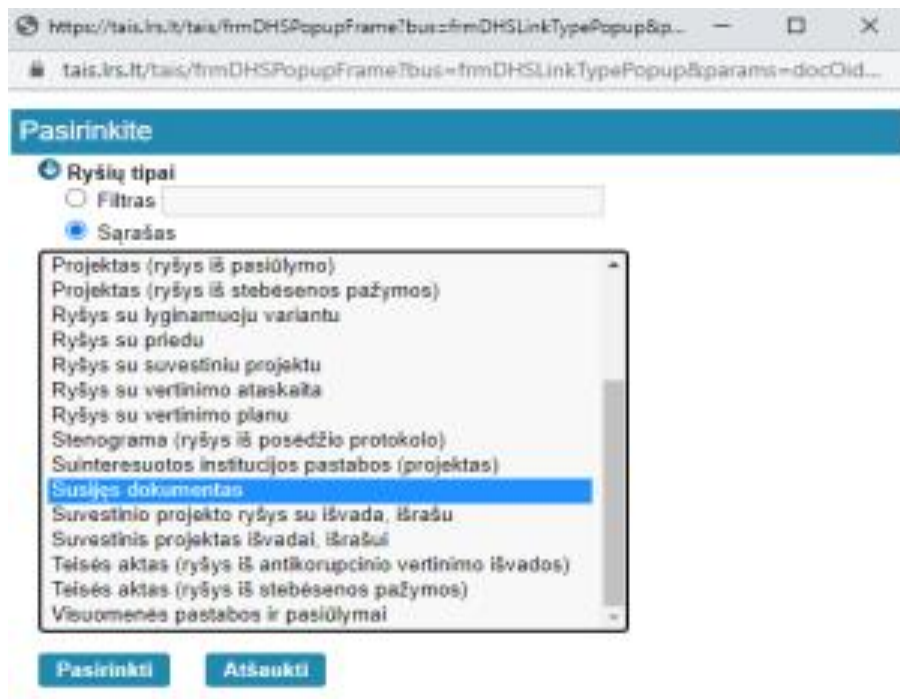 https://tais.lrs.lt/tais/frmDHSPopupFrame?bus=frmDHSLinkTypePopup&p...
tais.lrs.lt/tais/frmDHSPopupFrame?bus=frmDHSLinkTypePopup&params=docOid...
Pasirinkite
Ryšių tipai
Filtras
Sąrašas
Projektas (ryšys iš pasiūlymo)
Projektas (ryšys iš stebėsenos pažymos)
Ryšys su lyginamuoju variantu
Ryšys su priedu
Ryšys su suvestiniu projektu
Ryšys su vertinimo ataskaita
Ryšys su vertinimo planu
Stenograma (ryšys iš posėdžio protokolo)
Suinteresuotos institucijos pastabos (projektas)
Susijęs dokumentas
Suvestinio projekto ryšys su išvada, išrašu
Suvestinis projektas išvadai, išrašui
Teisės aktas (ryšys iš antikorupcinio vertinimo išvados)
Teisės aktas (ryšys iš stebėsenos pažymos)
Visuomenės pastabos ir pasiūlymai
Pasirinkti Atšaukti